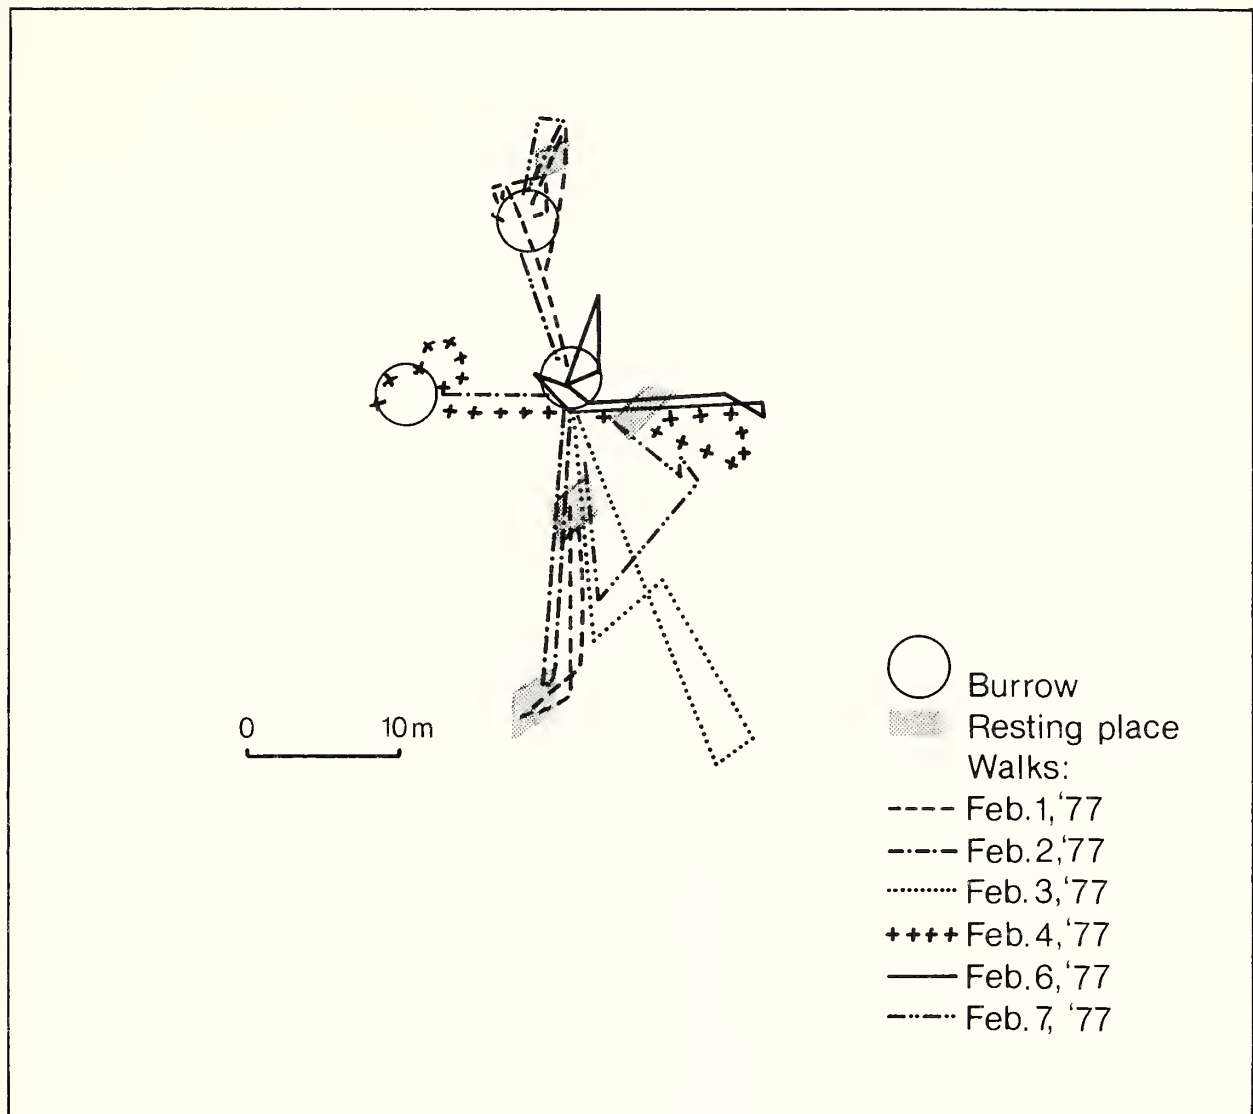 0 10 m
Burrow
Resting place
Walks:
Feb. 1, ‘77
Feb. 2, ‘77
Feb. 3, ‘77
Feb. 4, ‘77
Feb. 6, ‘77
Feb. 7, ‘77